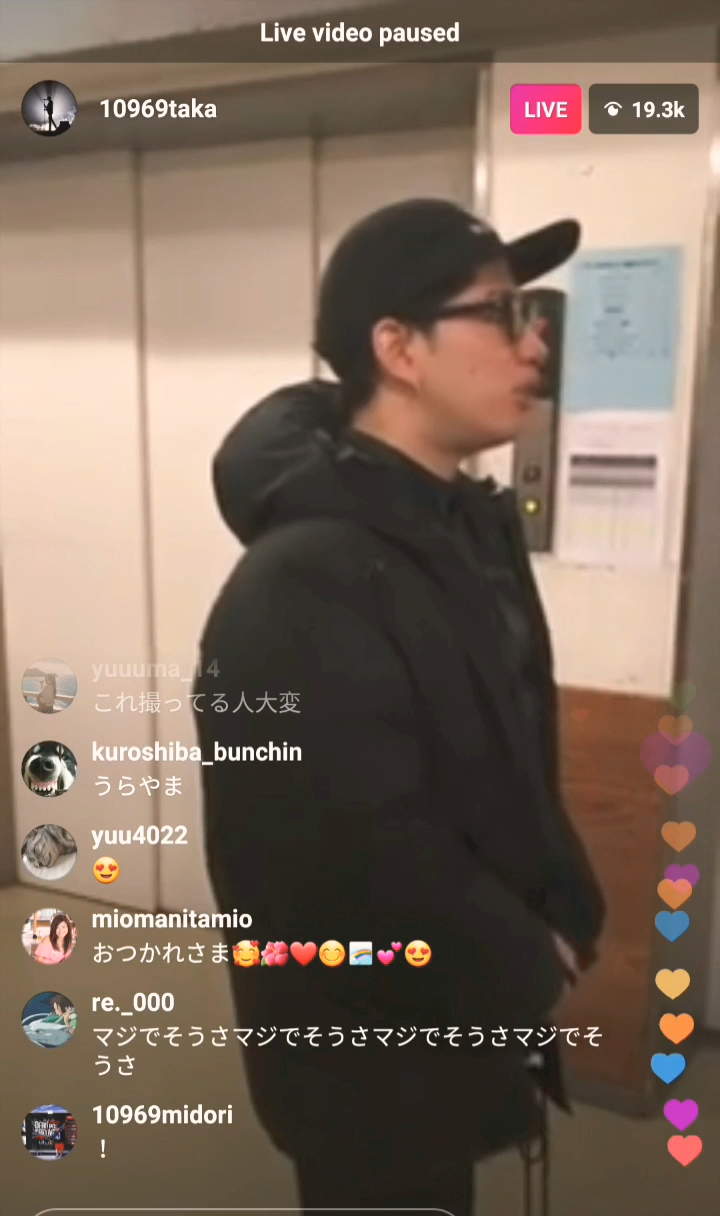 Live video paused
10969taka
LIVE
19.3k
yuuuma_14
これ撮ってる人大変
kuroshiba_bunchin
うらやま
yuu4022
😍
miomanitamio
おつかれさま🥰🌺❤️😊🌈💕😍
re._000
マジでそうさマジでそうさマジでそうさマジでそ
うさ
10969midori
！